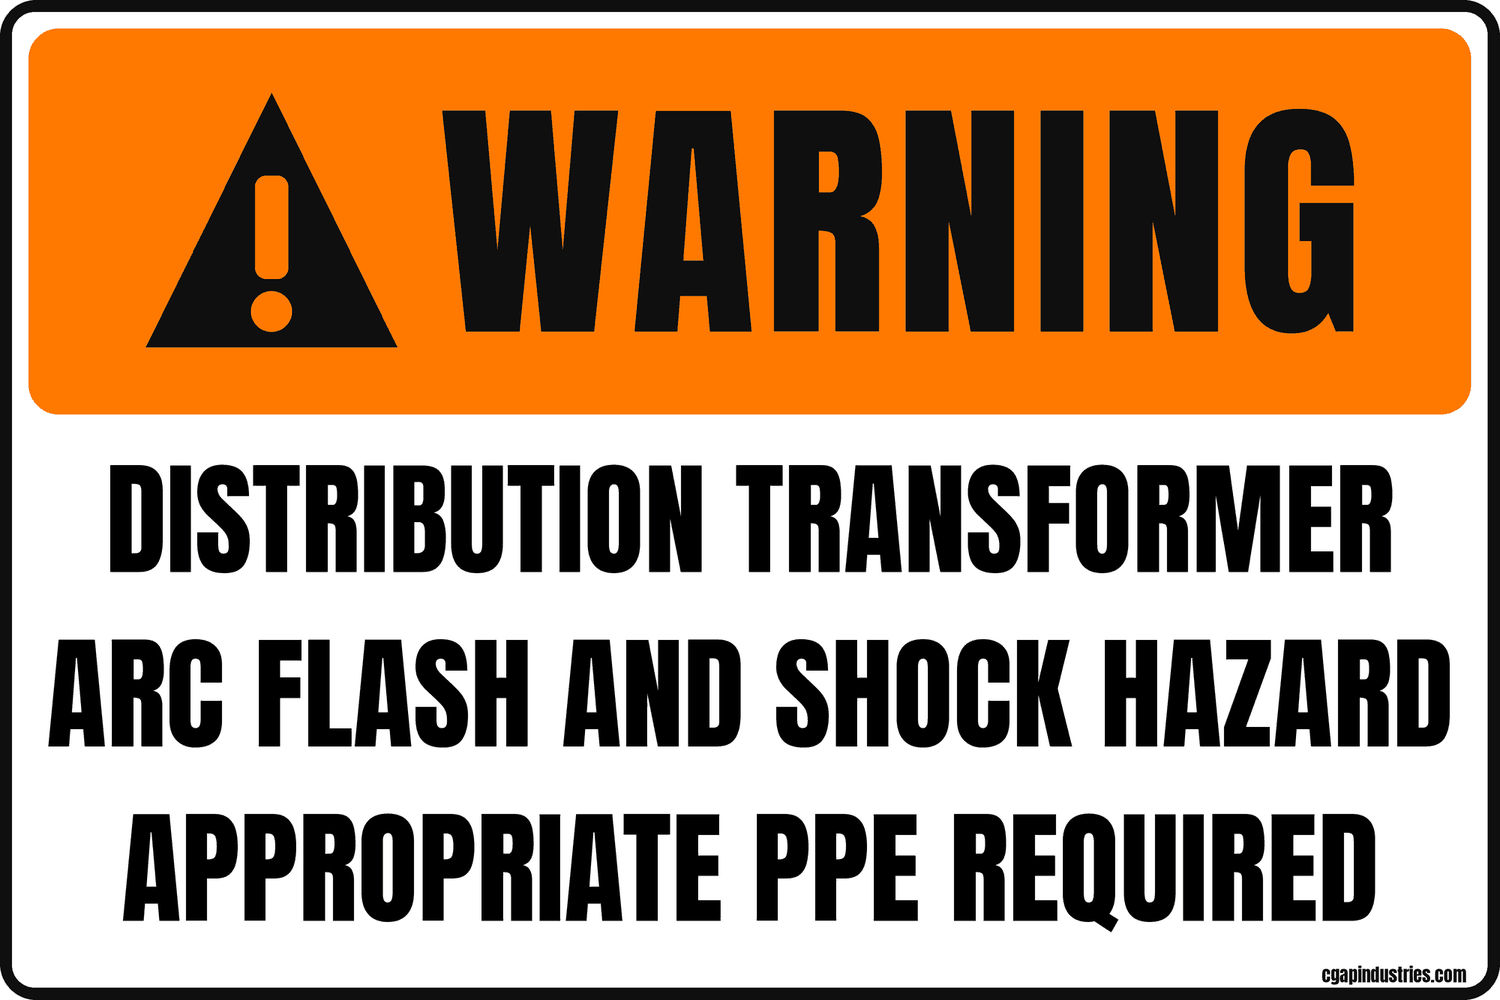 WARNING
DISTRIBUTION TRANSFORMER
ARC FLASH AND SHOCK HAZARD
APPROPRIATE PPE REQUIRED
cgapindustries.com